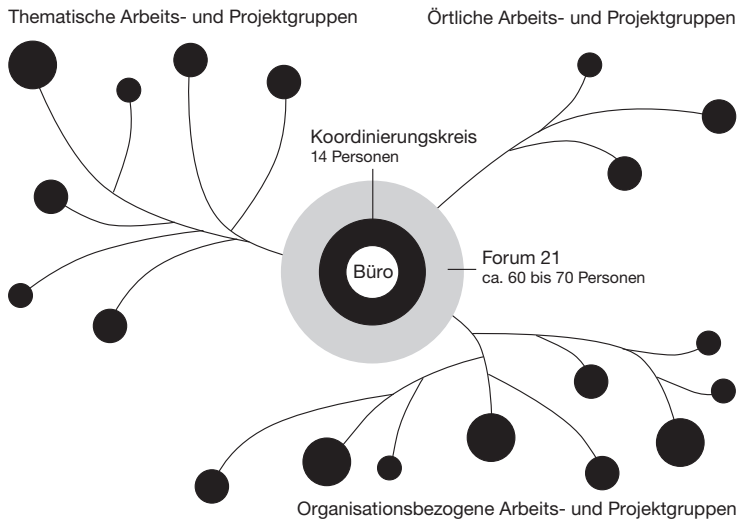 Thematische Arbeits- und Projektgruppen
Örtliche Arbeits- und Projektgruppen
Koordinierungskreis
14 Personen
Büro
Forum 21
ca. 60 bis 70 Personen
Organisationsbezogene Arbeits- und Projektgruppen